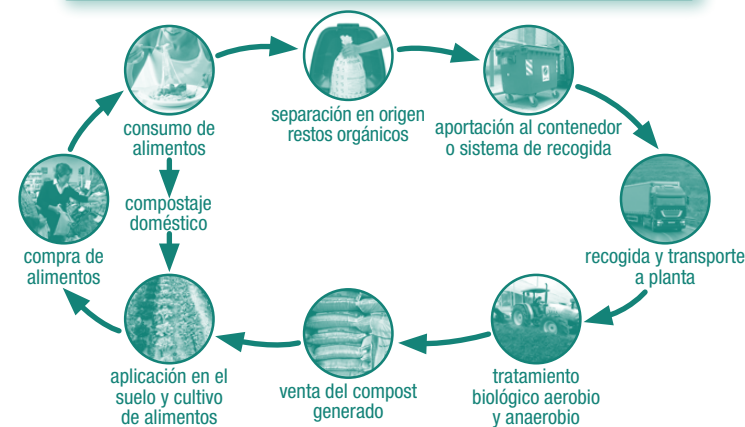 consumo de
alimentos
separación en origen
restos orgánicos
aportación al contenedor
o sistema de recogida
recogida y transporte
a planta
tratamiento
biológico aerobio
y anaerobio
venta del compost
generado
aplicación en el
suelo y cultivo
de alimentos
compra de
alimentos
compostaje
doméstico